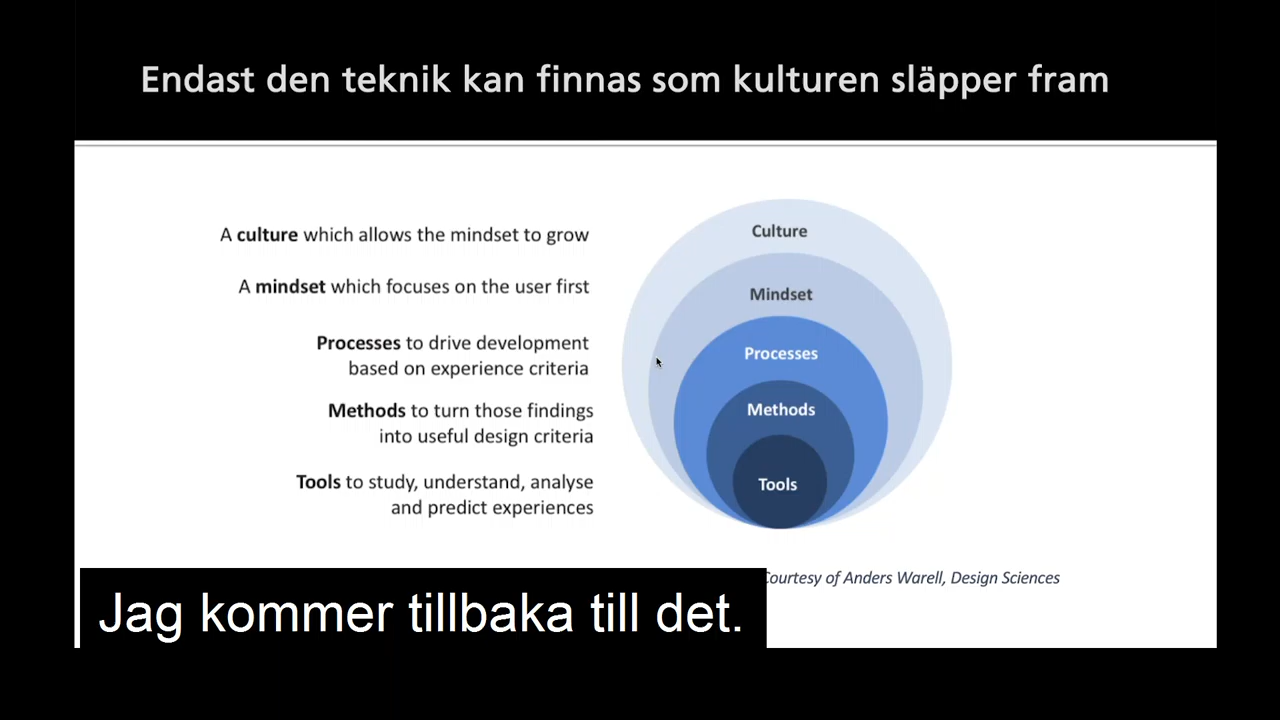 Endast den teknik kan finnas som kulturen släpper fram
A culture which allows the mindset to grow
A mindset which focuses on the user first
Processes to drive development
based on experience criteria
Methods to turn those findings
into useful design criteria
Tools to study, understand, analyse
and predict experiences
Culture
Mindset
Processes
Methods
Tools
Courtesy of Anders Warell, Design Sciences
Jag kommer tillbaka till det.